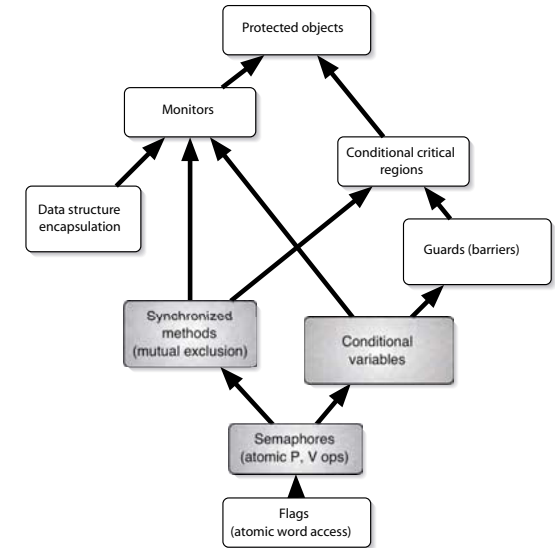 Protected objects
Monitors
Conditional critical
regions
Data structure
encapsulation
Guards (barriers)
Synchronized
methods
(mutual exclusion)
Conditional
variables
Semaphores
(atomic P, V ops)
Flags
(atomic word access)